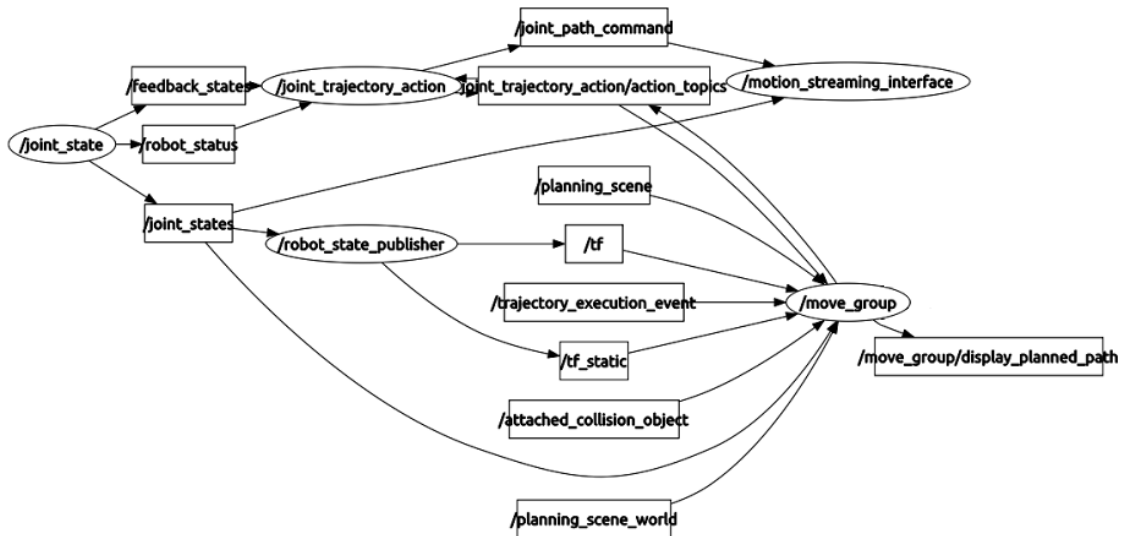 /joint_path_command
/feedback_states
/joint_trajectory_action
joint_trajectory_action/action_topics
/motion_streaming_interface
/joint_state
/robot_status
/planning_scene
/joint_states
/robot_state_publisher
/tf
/trajectory_execution_event
/move_group
/tf_static
/move_group/display_planned_path
/attached_collision_object
/planning_scene_world